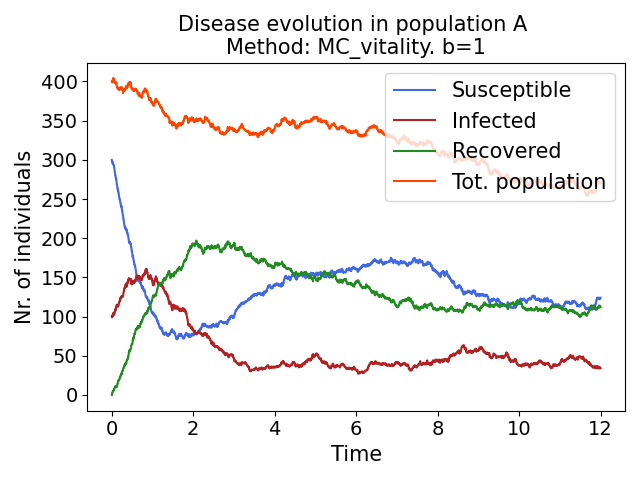 Disease evolution in population A
Method: MC_vitality. b=1
Nr. of individuals
400
350
300
250
200
150
100
50
0
Susceptible
Infected
Recovered
Tot. population
0 2 4 6 8 10 12
Time